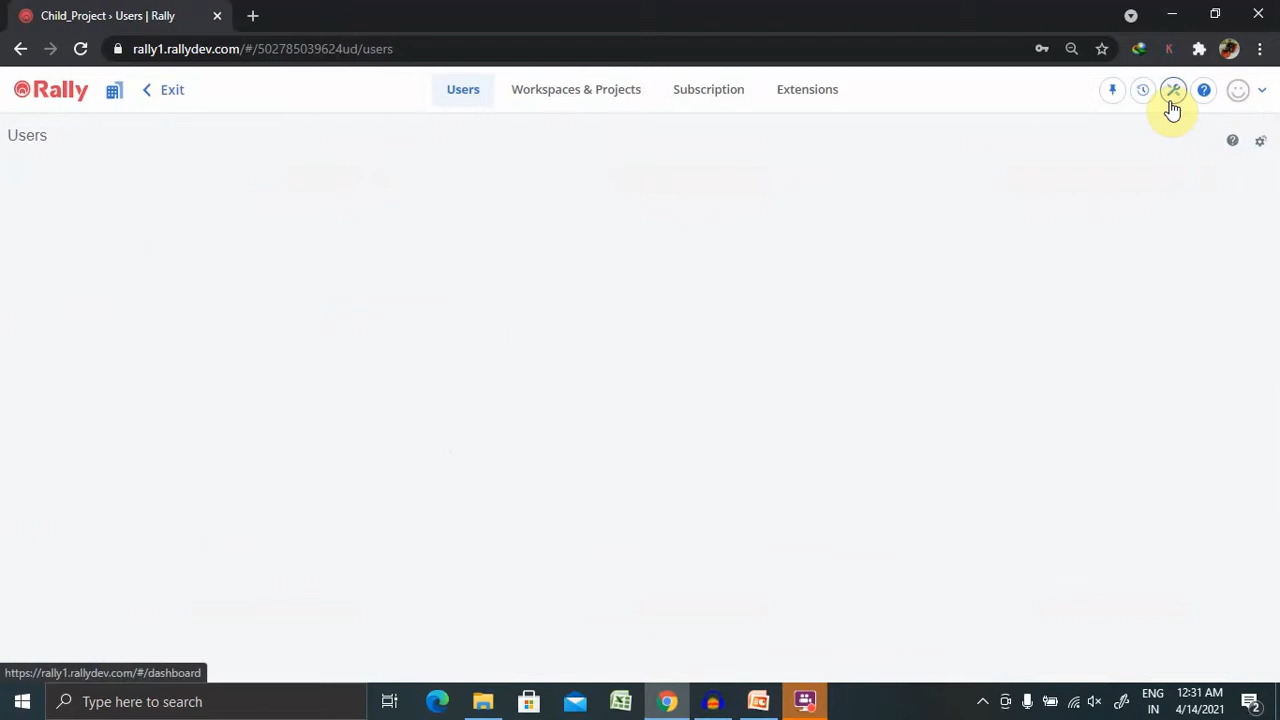 Child_Project › Users | Rally
rally1.rallydev.com/#/502785039624ud/users
Rally
Exit
Users
Workspaces & Projects
Subscription
Extensions
Users
https://rally1.rallydev.com/#/dashboard
Type here to search
ENG
IN
12:31 AM
4/14/2021
2